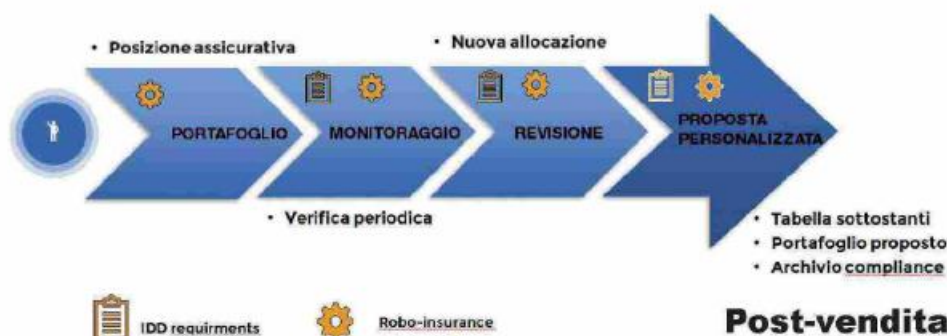 • Posizione assicurativa
• Nuova allocazione
PORTAFOGLIO
MONITORAGGIO
REVISIONE
PROPOSTA
PERSONALIZZATA
• Verifica periodica
• Tabella sottostanti
• Portafoglio proposto
• Archivio compliance
IDD requirments
Robo-insurance
Post-vendita